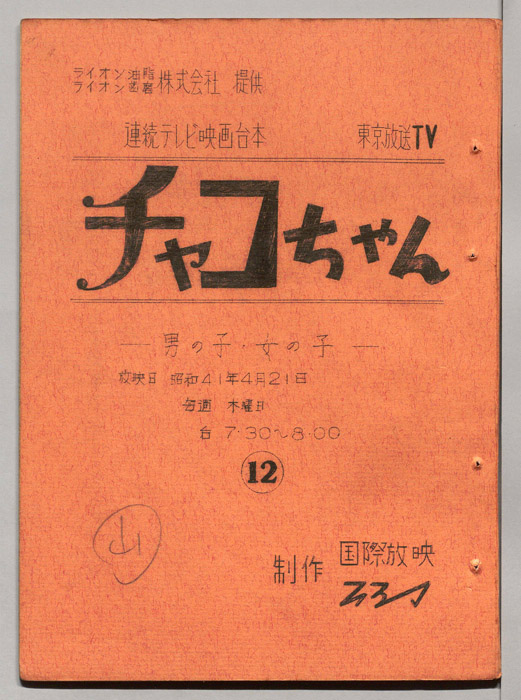 ライオン油脂
ライオン歯磨 株式会社 提供
連続テレビ映画台本 東京放送TV
チャコちゃん
― 男の子・女の子 ―
放映日 昭和41年4月21日
毎週 木曜日
7・30～8・00
12
山
制作 国際放映